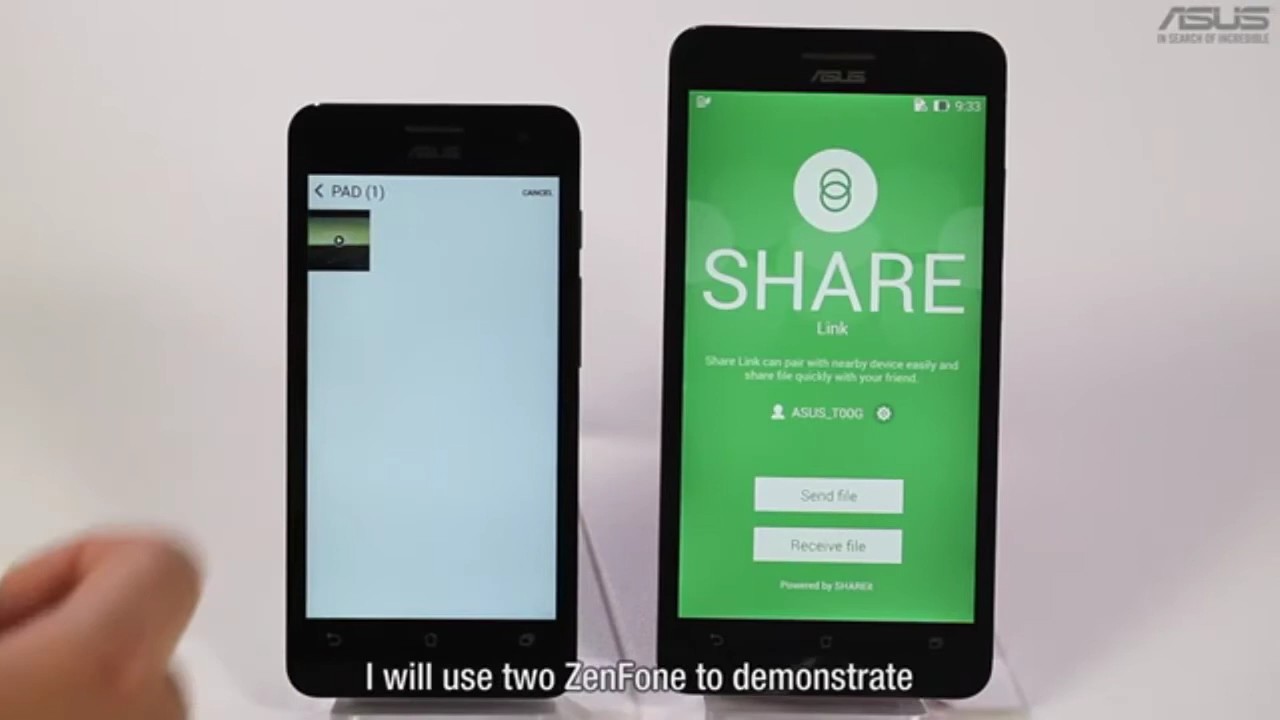 ASUS
IN SEARCH OF INCREDIBLE
ASUS
PAD (1)
CANCEL
ASUS
9:33
SHARE
Link
Share Link can pair with nearby device easily and
share file quickly with your friend.
ASUS_T00G
Send file
Receive file
Powered by SHAREit
I will use two ZenFone to demonstrate